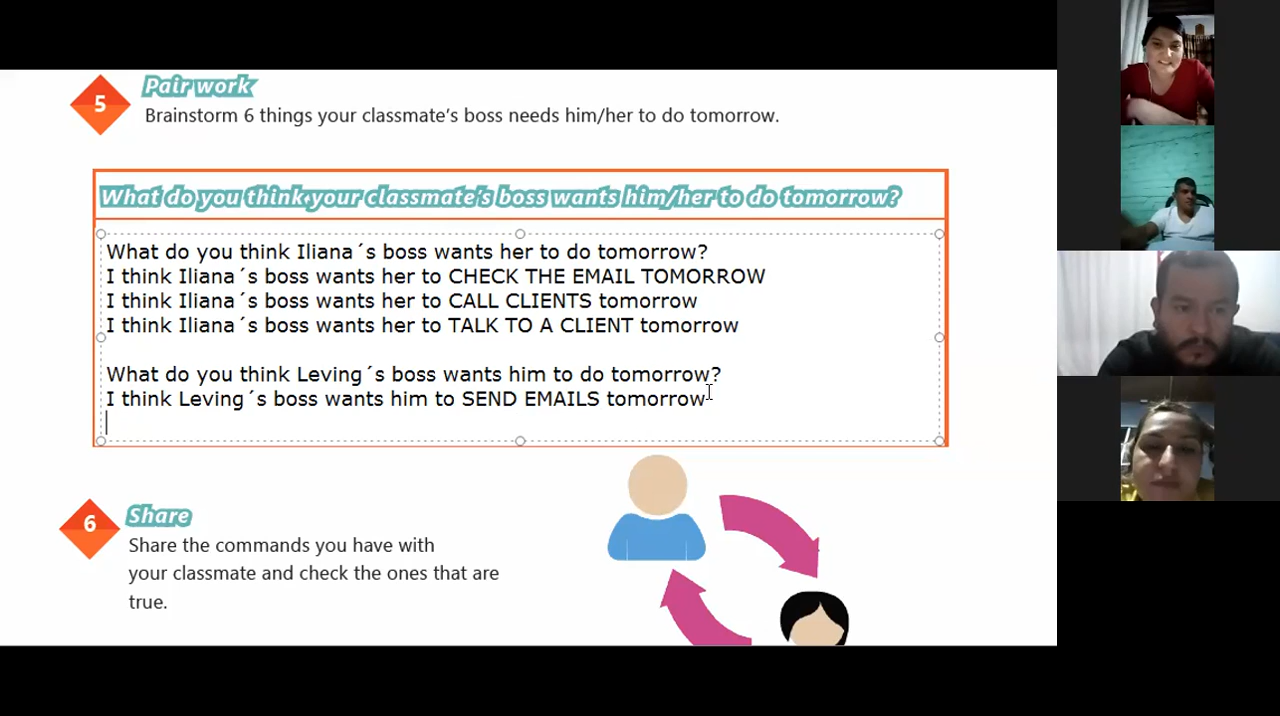 5
Pair work
Brainstorm 6 things your classmate's boss needs him/her to do tomorrow.
What do you think your classmate's boss wants him/her to do tomorrow?
What do you think Iliana´s boss wants her to do tomorrow?
I think Iliana´s boss wants her to CHECK THE EMAIL TOMORROW
I think Iliana´s boss wants her to CALL CLIENTS tomorrow
I think Iliana´s boss wants her to TALK TO A CLIENT tomorrow
What do you think Leving´s boss wants him to do tomorrow?
I think Leving´s boss wants him to SEND EMAILS tomorrow
6
Share
Share the commands you have with
your classmate and check the ones that are
true.